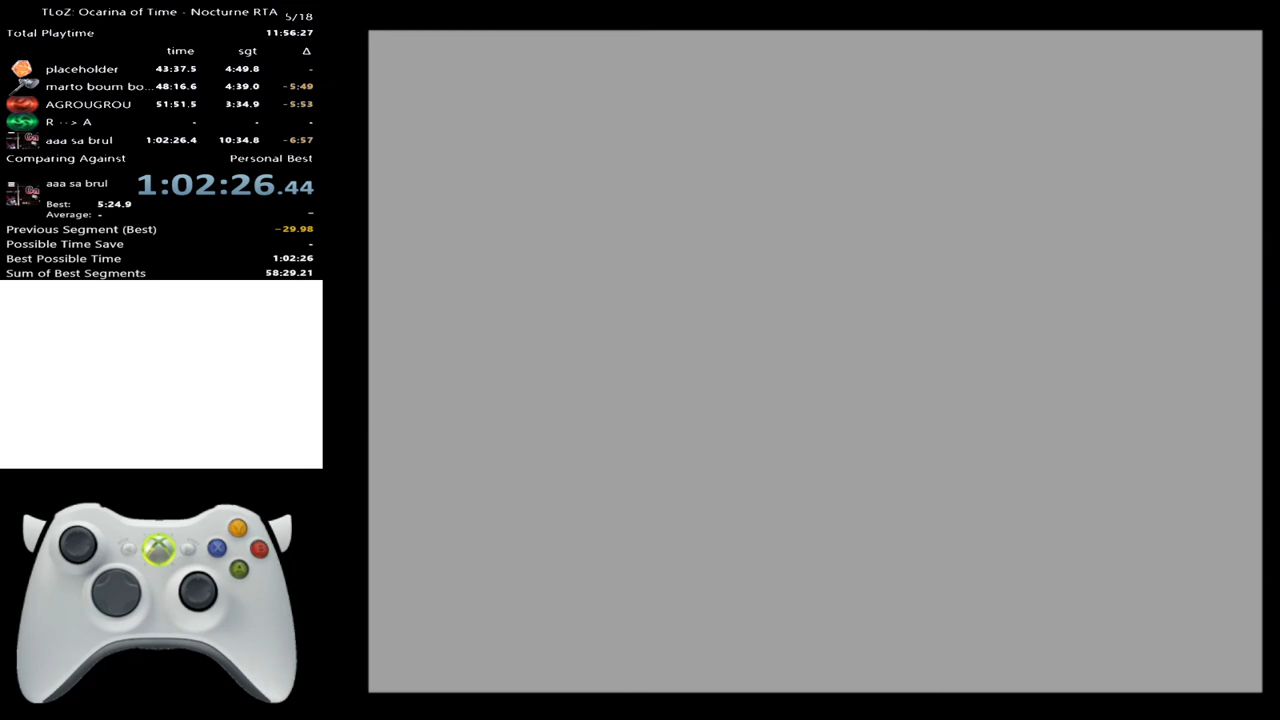 TLoZ: Ocarina of Time - Nocturne RTA 5/18
Total Playtime 11:56:27
time sgt Δ
placeholder 43:37.5 4:49.8 -
marto boum bo... 48:16.6 4:39.0 -5:49
AGROUGROU 51:51.5 3:34.9 -5:53
R --> A - - -
aaa sa brul 1:02:26.4 10:34.8 -6:57
Comparing Against Personal Best
aaa sa brul 1:02:26.44
Best: 5:24.9
Average: - -
Previous Segment (Best) -29.98
Possible Time Save -
Best Possible Time 1:02:26
Sum of Best Segments 58:29.21
Y
X B
A